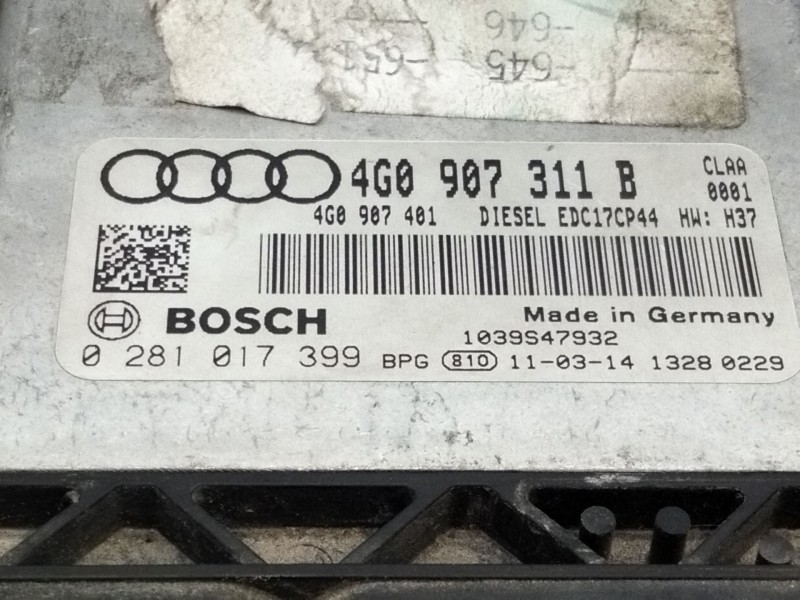 -646
-645 -651
4G0 907 311 B CLAA
0001
4G0 907 401 DIESEL EDC17CP44 HW: H37
BOSCH Made in Germany
1039S47932
0 281 017 399 BPG 810 11-03-14 1328 0229